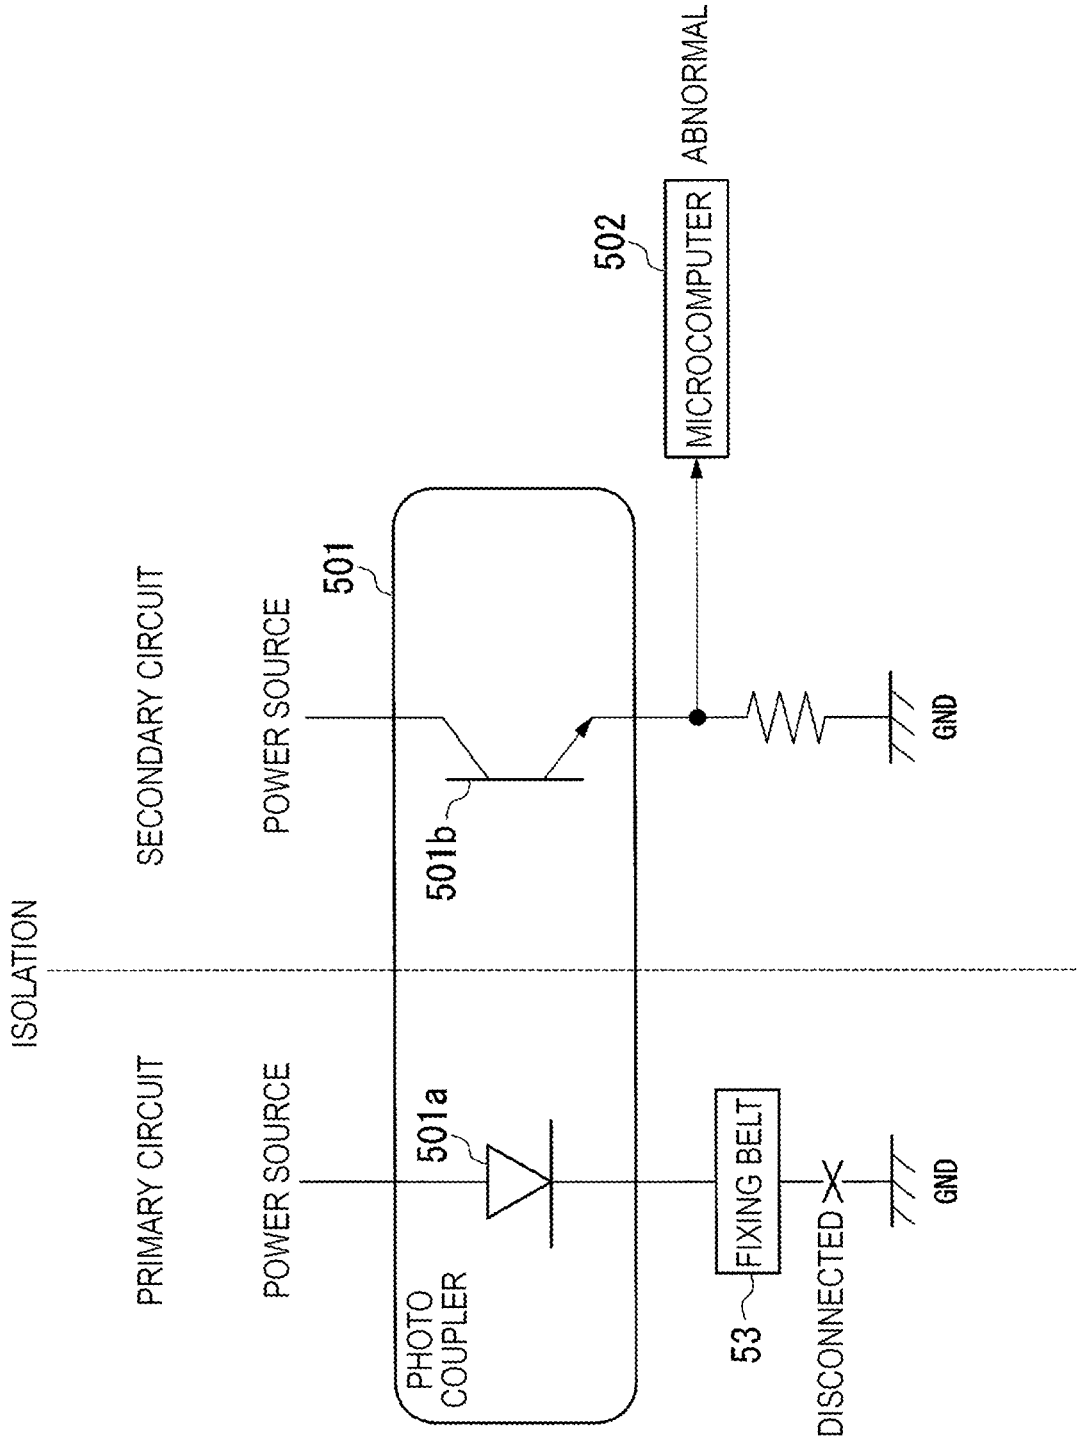 ISOLATION
PRIMARY CIRCUIT
SECONDARY CIRCUIT
POWER SOURCE
POWER SOURCE
501
PHOTO
COUPLER
501a
501b
502
MICROCOMPUTER
ABNORMAL
53
FIXING BELT
DISCONNECTED
GND
GND